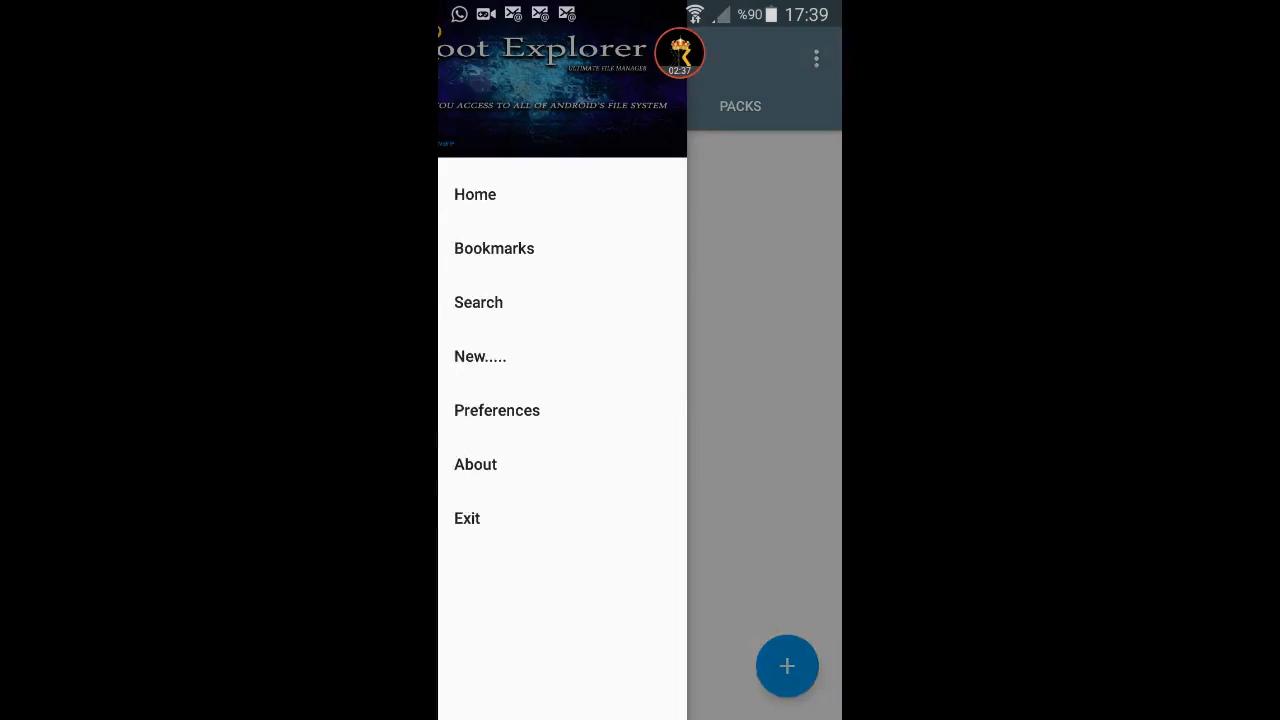 %90 17:39
oot Explorer
ULTIMATE FILE MANAGER
02:37
YOU ACCESS TO ALL OF ANDROID'S FILE SYSTEM
PACKS
Home
Bookmarks
Search
New.....
Preferences
About
Exit
+